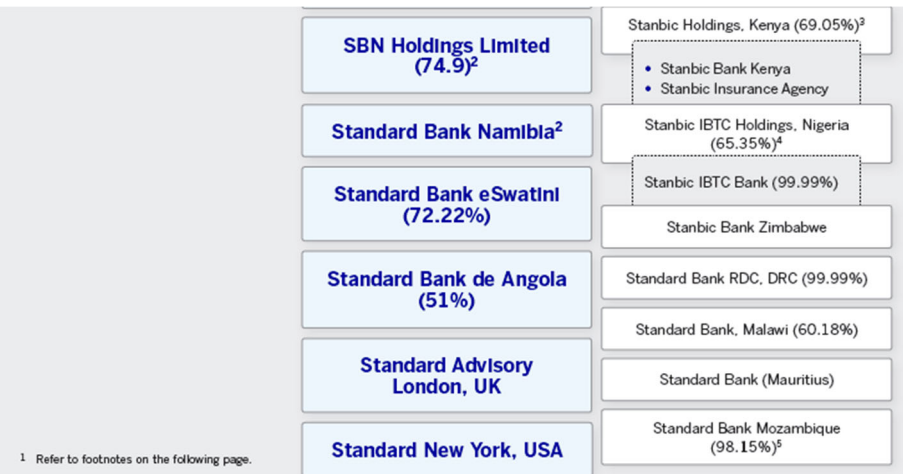 SBN Holdings Limited
(74.9)²
Standard Bank Namibia²
Standard Bank eSwatini
(72.22%)
Standard Bank de Angola
(51%)
Standard Advisory
London, UK
Standard New York, USA
Stanbic Holdings, Kenya (69.05%)³
• Stanbic Bank Kenya
• Stanbic Insurance Agency
Stanbic IBTC Holdings, Nigeria
(65.35%)⁴
Stanbic IBTC Bank (99.99%)
Stanbic Bank Zimbabwe
Standard Bank RDC, DRC (99.99%)
Standard Bank, Malawi (60.18%)
Standard Bank (Mauritius)
Standard Bank Mozambique
(98.15%)⁵
¹ Refer to footnotes on the following page.